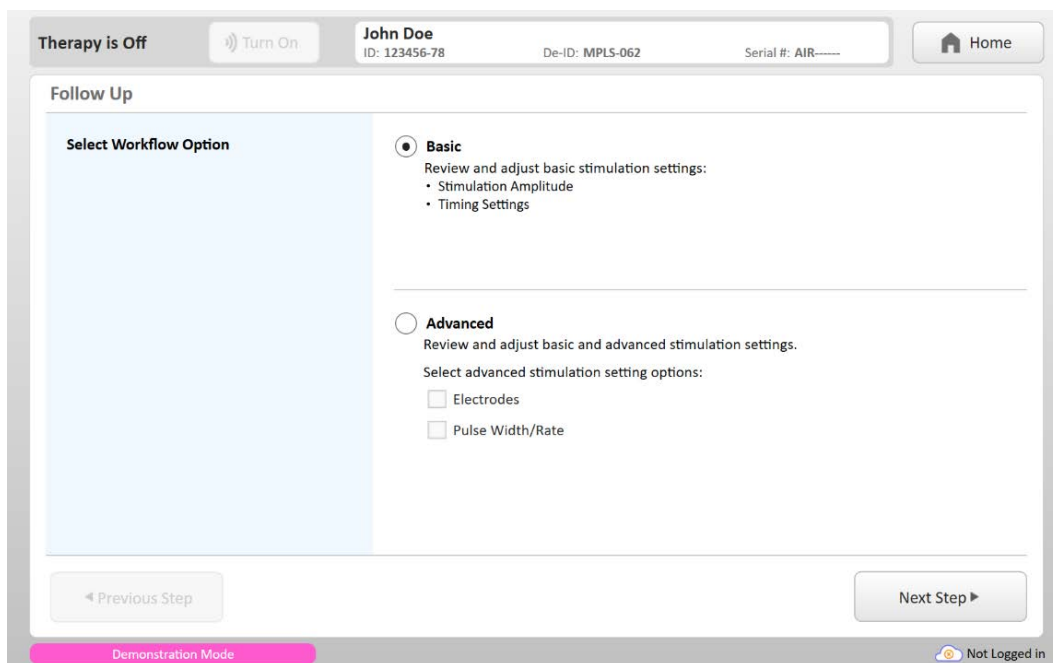 Therapy is Off
Turn On
John Doe
ID: 123456-78 De-ID: MPLS-062 Serial #: AIR------
Home
Follow Up
Select Workflow Option
Basic
Review and adjust basic stimulation settings:
• Stimulation Amplitude
• Timing Settings
Advanced
Review and adjust basic and advanced stimulation settings.
Select advanced stimulation setting options:
Electrodes
Pulse Width/Rate
Previous Step
Next Step
Demonstration Mode
Not Logged in